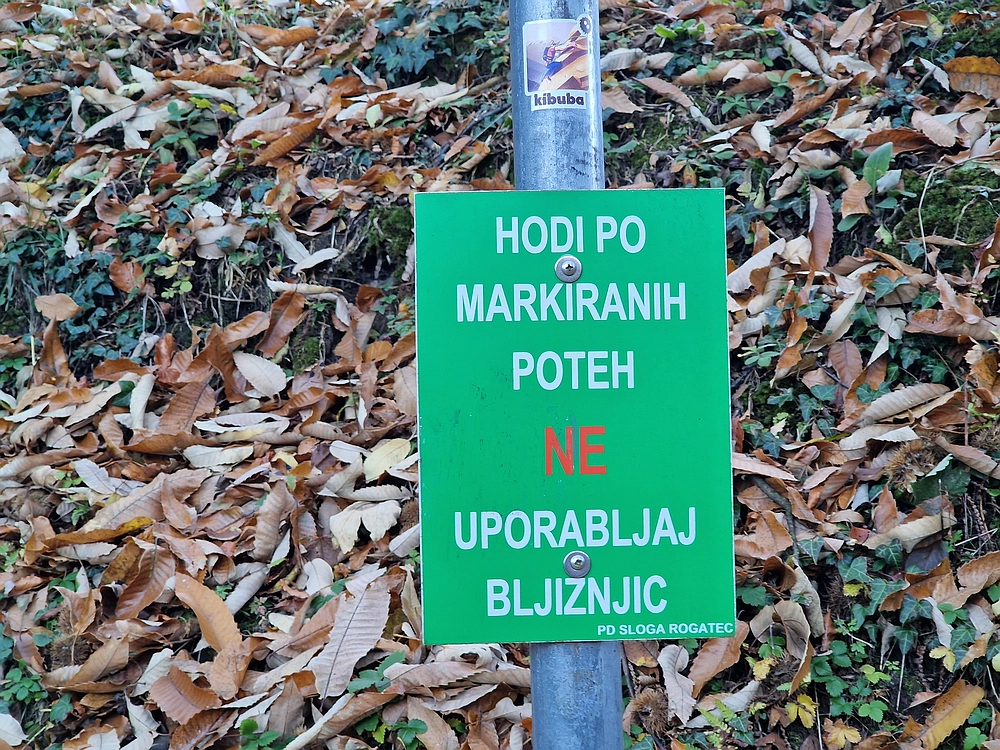 kibuba
HODI PO
MARKIRANIH
POTEH
NE
UPORABLJAJ
BLJIZNJIC
PD SLOGA ROGATEC